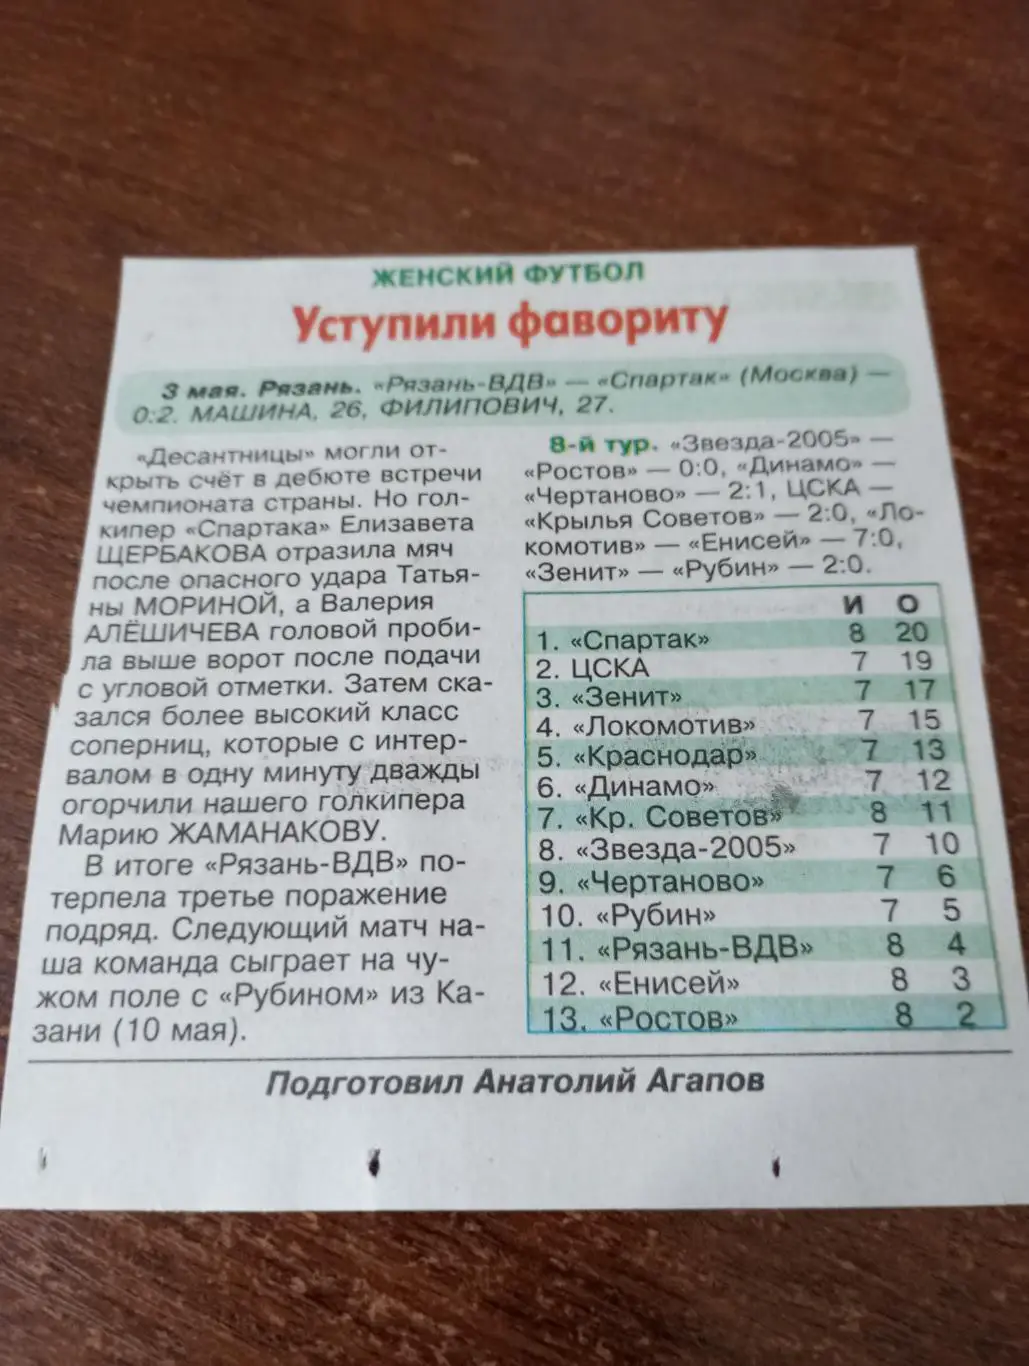 ЖЕНСКИЙ ФУТБОЛ
Уступили фавориту
3 мая. Рязань. «Рязань-ВДВ» — «Спартак» (Москва) —
0:2. МАШИНА, 26, ФИЛИПОВИЧ, 27.
«Десантницы» могли от-
крыть счёт в дебюте встречи
чемпионата страны. Но гол-
кипер «Спартака» Елизавета
ЩЕРБАКОВА отразила мяч
после опасного удара Татья-
ны МОРИНОЙ, а Валерия
АЛЁШИЧЕВА головой проби-
ла выше ворот после подачи
с угловой отметки. Затем ска-
зался более высокий класс
соперниц, которые с интер-
валом в одну минуту дважды
огорчили нашего голкипера
Марию ЖАМАНАКОВУ.
В итоге «Рязань-ВДВ» по-
терпела третье поражение
подряд. Следующий матч на-
ша команда сыграет на чу-
жом поле с «Рубином» из Ка-
зани (10 мая).
8-й тур. «Звезда-2005» —
«Ростов» — 0:0, «Динамо» —
«Чертаново» — 2:1, ЦСКА —
«Крылья Советов» — 2:0, «Ло-
комотив» — «Енисей» — 7:0,
«Зенит» — «Рубин» — 2:0.
И О
1. «Спартак» 8 20
2. ЦСКА 7 19
3. «Зенит» 7 17
4. «Локомотив» 7 15
5. «Краснодар» 7 13
6. «Динамо» 7 12
7. «Кр. Советов» 8 11
8. «Звезда-2005» 7 10
9. «Чертаново» 7 6
10. «Рубин» 7 5
11. «Рязань-ВДВ» 8 4
12. «Енисей» 8 3
13. «Ростов» 8 2
Подготовил Анатолий Агапов